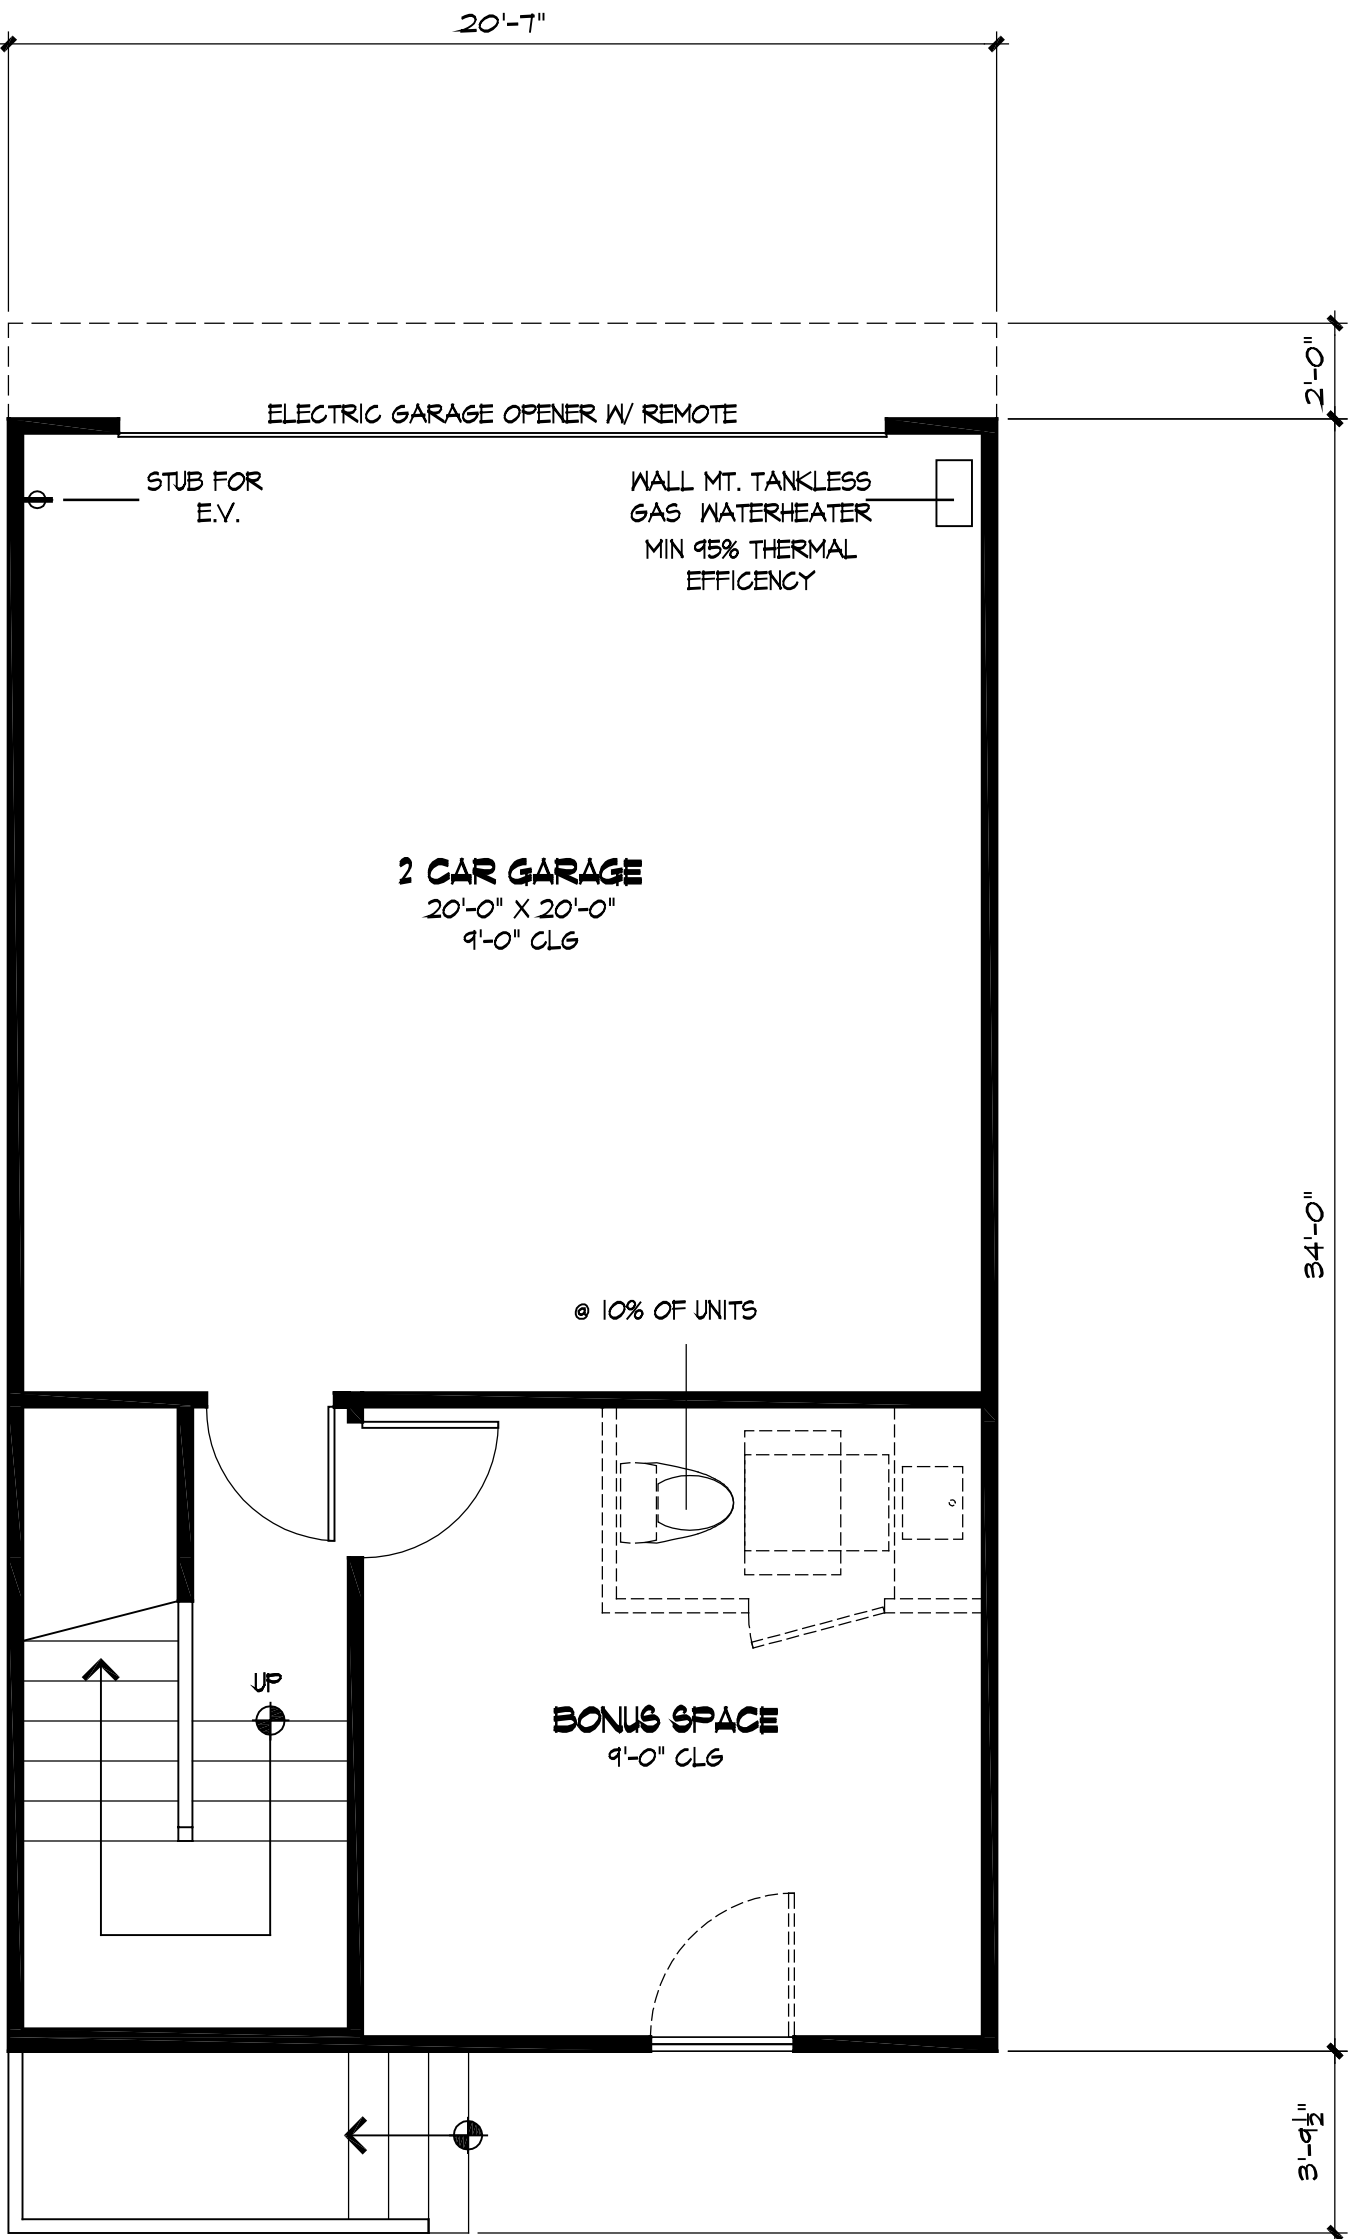 20'-7"
2'-0"
ELECTRIC GARAGE OPENER W/ REMOTE
STUB FOR
E.V.
WALL MT. TANKLESS
GAS WATERHEATER
MIN 95% THERMAL
EFFICENCY
2 CAR GARAGE
20'-0" X 20'-0"
9'-0" CLG
34'-0"
@ 10% OF UNITS
UP
BONUS SPACE
9'-0" CLG
3'-9½"